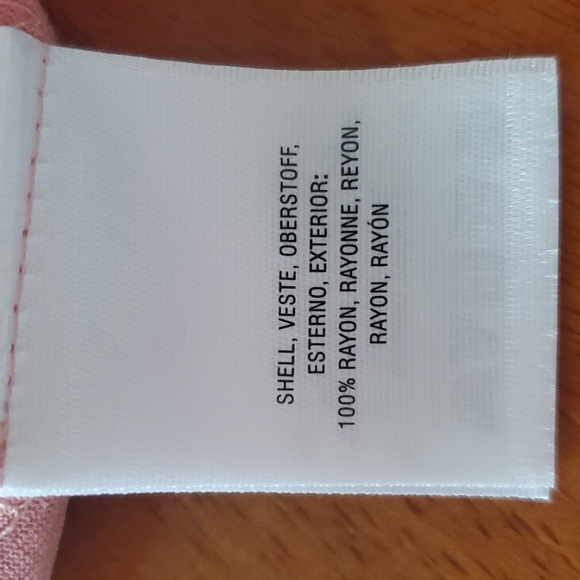 SHELL, VESTE, OBERSTOFF,
ESTERNO, EXTERIOR:
100% RAYON, RAYONNE, REYON,
RAYON, RAYÓN